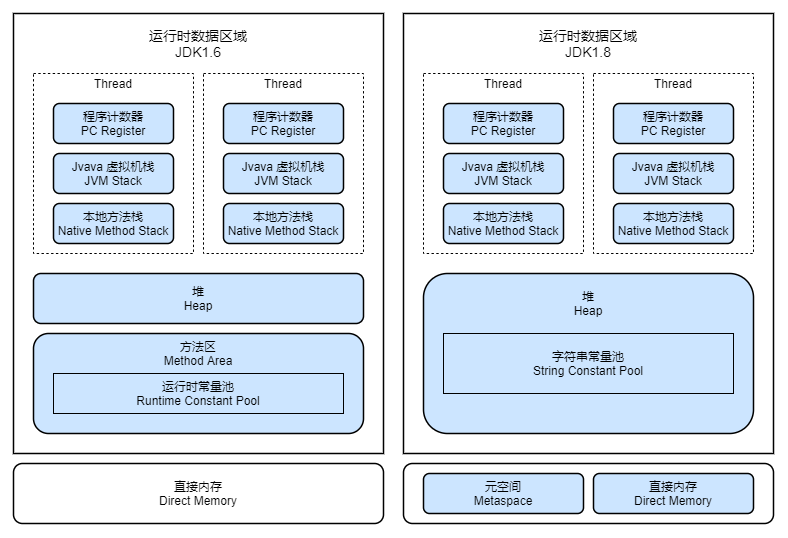 运行时数据区域
JDK1.6
Thread
程序计数器
PC Register
Jvava 虚拟机栈
JVM Stack
本地方法栈
Native Method Stack
Thread
程序计数器
PC Register
Jvava 虚拟机栈
JVM Stack
本地方法栈
Native Method Stack
堆
Heap
方法区
Method Area
运行时常量池
Runtime Constant Pool
直接内存
Direct Memory
运行时数据区域
JDK1.8
Thread
程序计数器
PC Register
Jvava 虚拟机栈
JVM Stack
本地方法栈
Native Method Stack
Thread
程序计数器
PC Register
Jvava 虚拟机栈
JVM Stack
本地方法栈
Native Method Stack
堆
Heap
字符串常量池
String Constant Pool
元空间
Metaspace
直接内存
Direct Memory